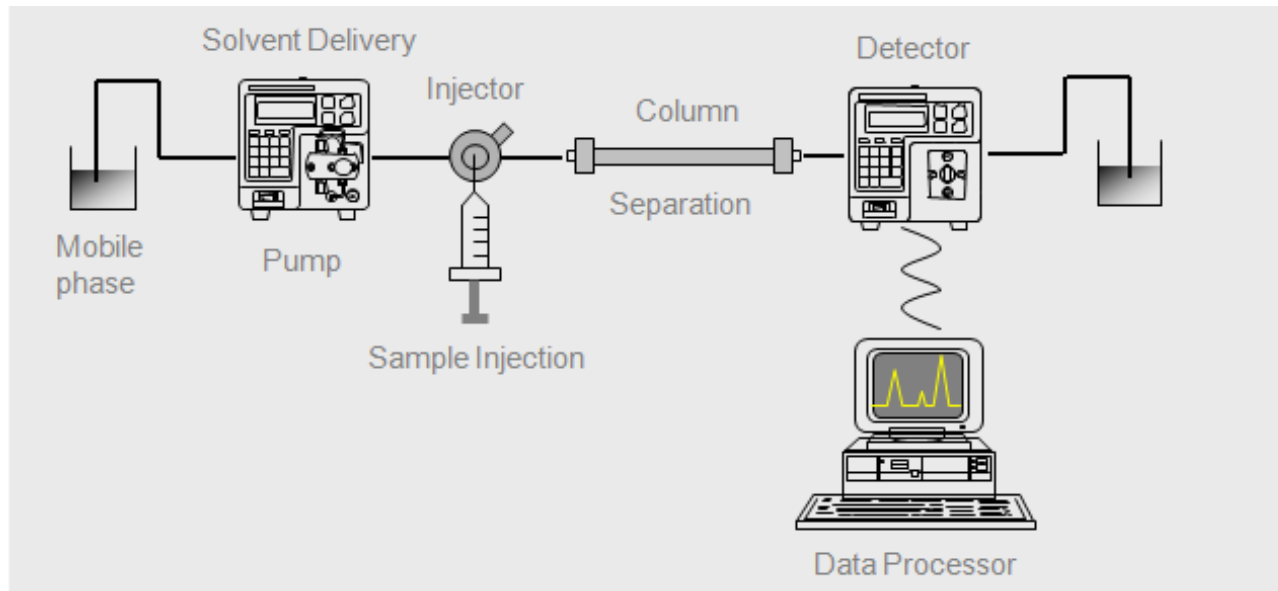 Solvent Delivery
Detector
Injector
Column
Separation
Mobile
phase
Pump
Sample Injection
Data Processor